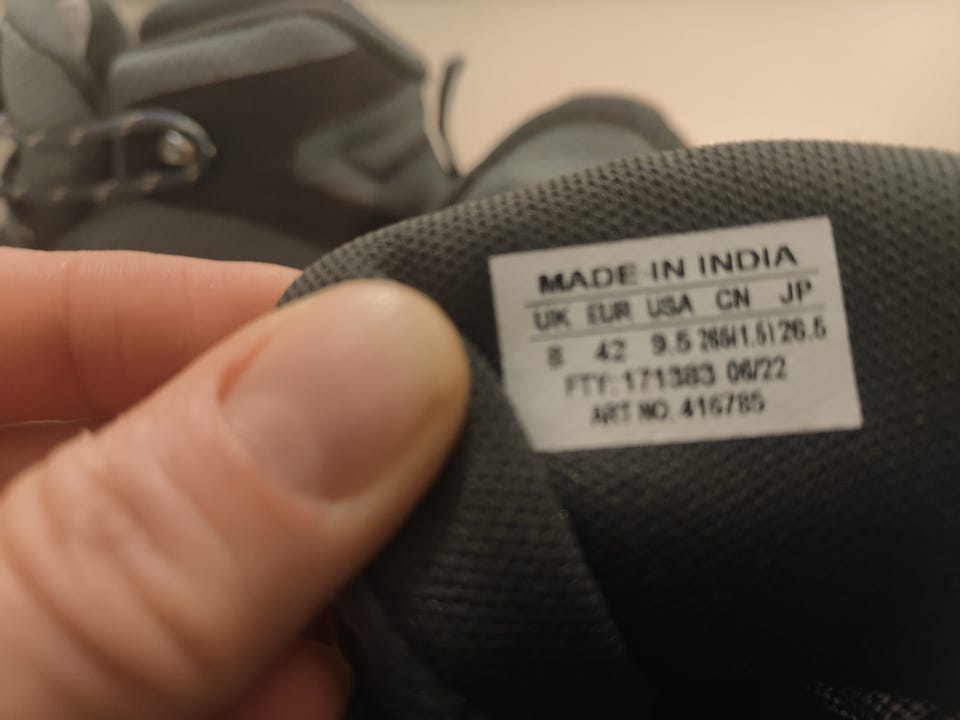 MADE IN INDIA
UK EUR USA CN JP
8 42 9.5 265(1.5) 26.5
FTY: 171383 06/22
ART NO. 416785